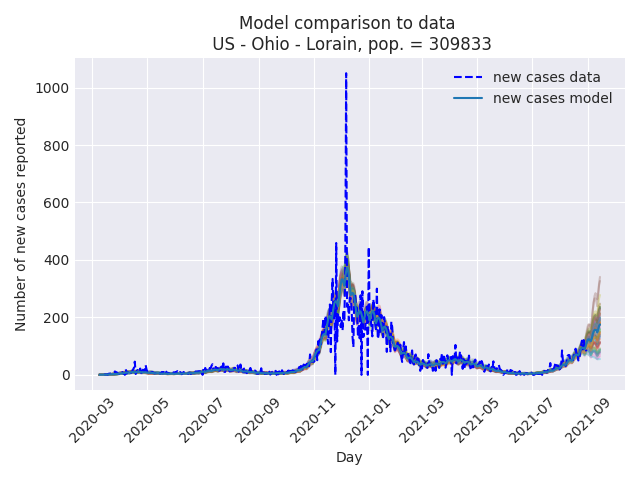 Model comparison to data
US - Ohio - Lorain, pop. = 309833
new cases data
new cases model
Number of new cases reported
1000
800
600
400
200
0
2020-03
2020-05
2020-07
2020-09
2020-11
2021-01
2021-03
2021-05
2021-07
2021-09
Day